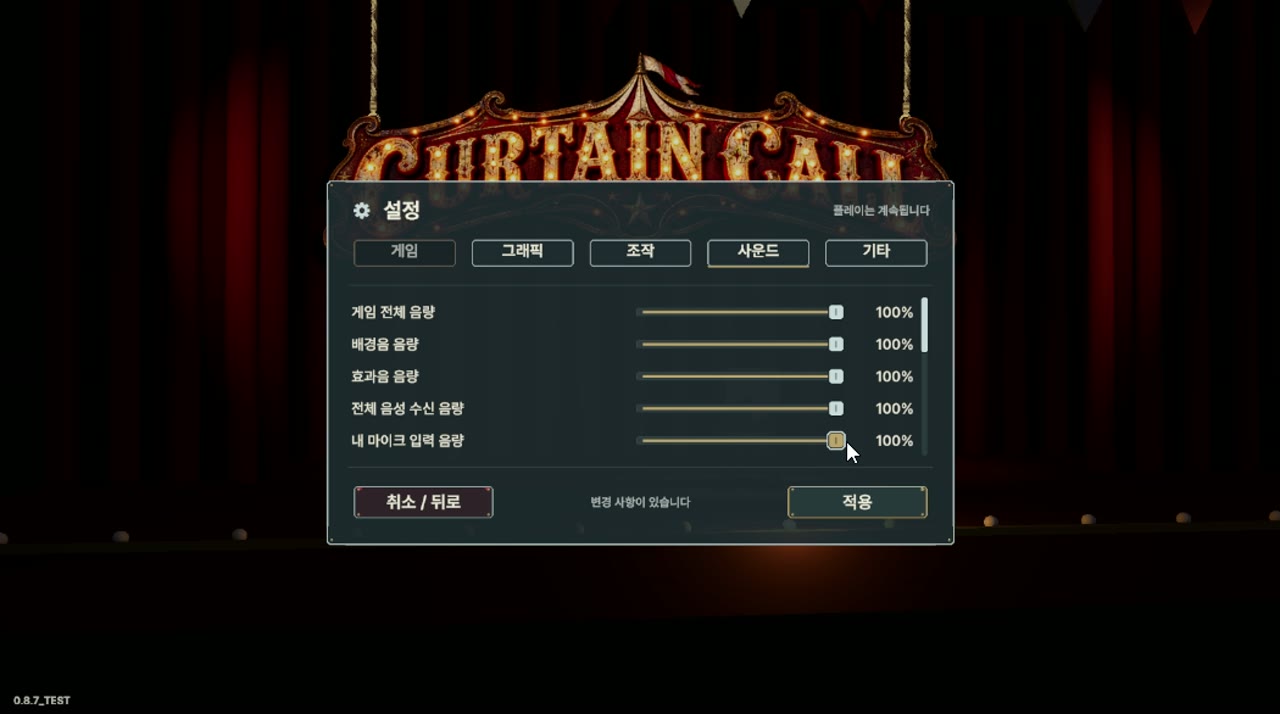 CURTAIN CALL
설정
플레이는 계속됩니다
게임
그래픽
조작
사운드
기타
게임 전체 음량 100%
배경음 음량 100%
효과음 음량 100%
전체 음성 수신 음량 100%
내 마이크 입력 음량 100%
취소 / 뒤로
변경 사항이 있습니다
적용
0.8.7_TEST